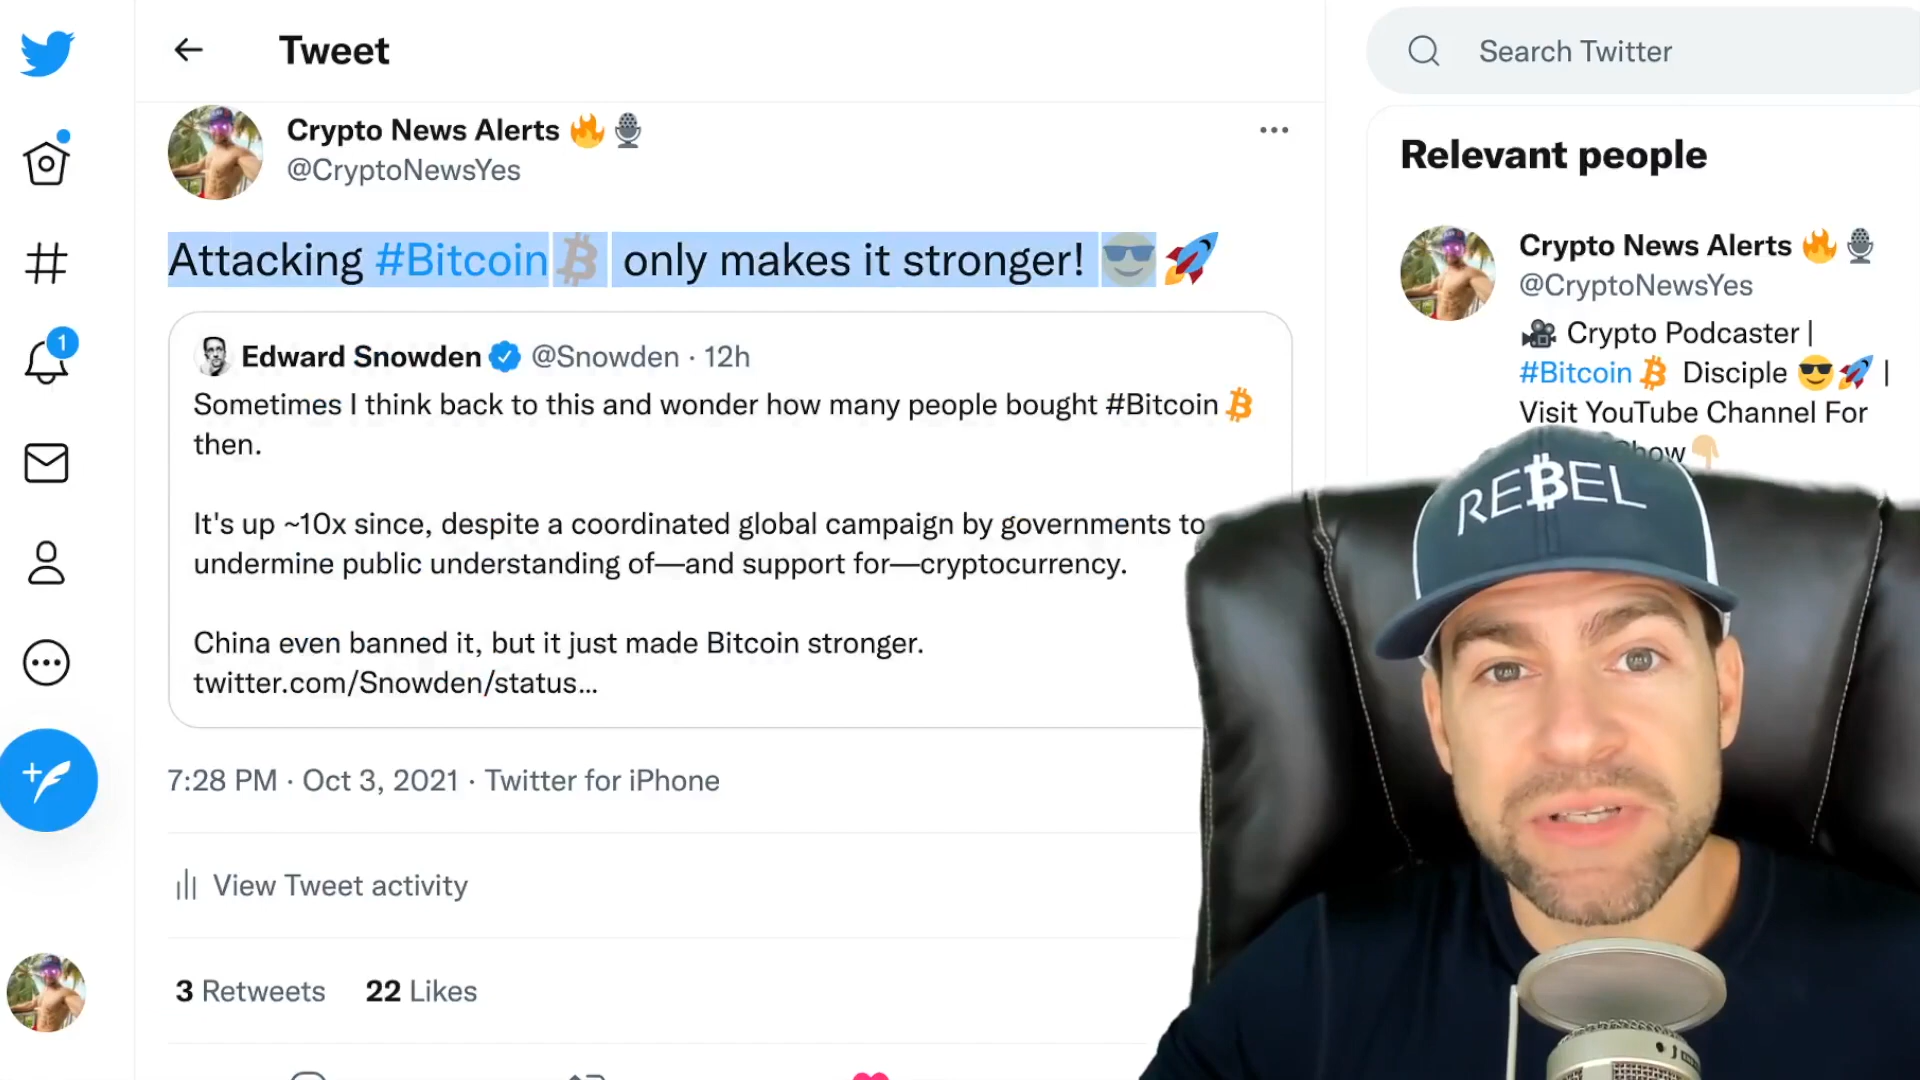 Tweet
Search Twitter
Crypto News Alerts 🔥🎙
@CryptoNewsYes
Attacking #Bitcoin only makes it stronger! 😎🚀
Edward Snowden @Snowden · 12h
Sometimes I think back to this and wonder how many people bought #Bitcoin
then.
It's up ~10x since, despite a coordinated global campaign by governments to
undermine public understanding of—and support for—cryptocurrency.
China even banned it, but it just made Bitcoin stronger.
twitter.com/Snowden/status...
7:28 PM · Oct 3, 2021 · Twitter for iPhone
View Tweet activity
3 Retweets 22 Likes
1
Relevant people
Crypto News Alerts 🔥🎙
@CryptoNewsYes
🎥 Crypto Podcaster |
#Bitcoin Disciple 😎🚀 |
Visit YouTube Channel For
REBEL